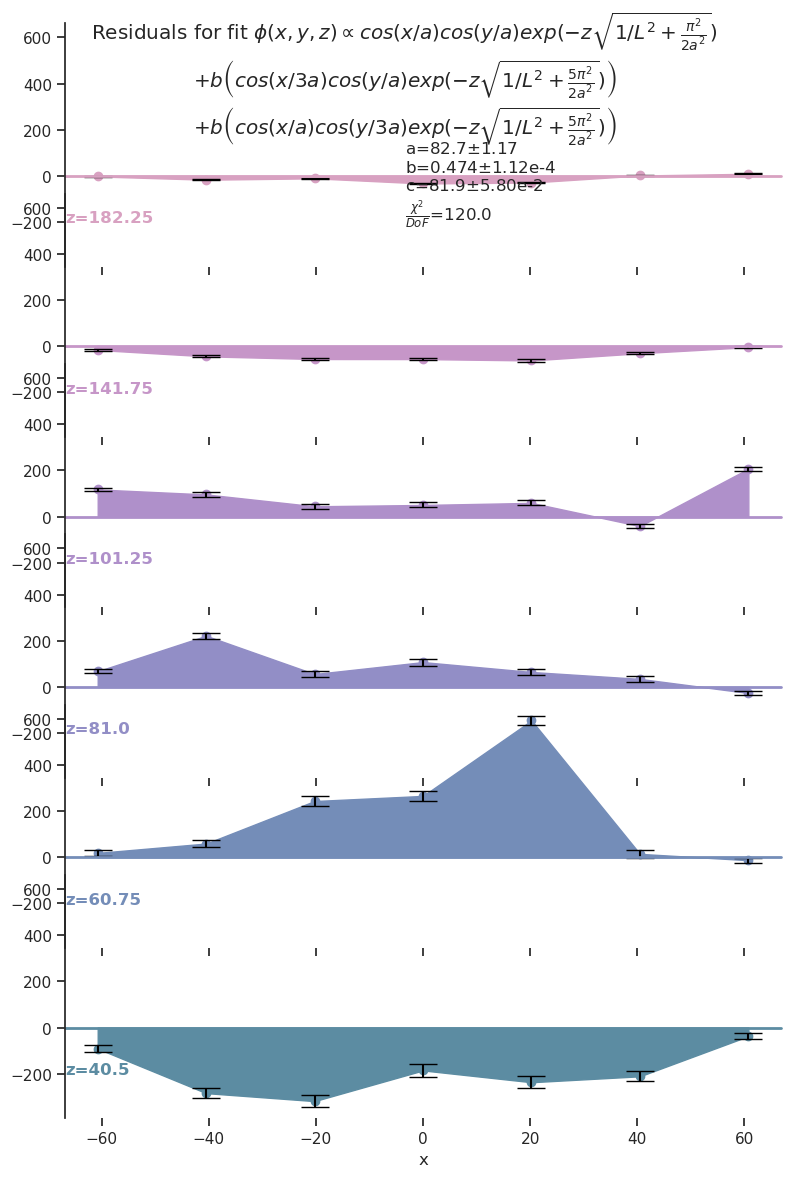 Residuals for fit ϕ(x, y, z) ∝ cos(x/a)cos(y/a)exp(−z√(1/L² + π²/2a²))
+b(cos(x/3a)cos(y/a)exp(−z√(1/L² + 5π²/2a²)))
+b(cos(x/a)cos(y/3a)exp(−z√(1/L² + 5π²/2a²)))
600
400
200
a=82.7±1.17
b=0.474±1.12e-4
0
c=81.9±5.80e-2
χ²/DoF=120.0
600
−200
z=182.25
400
200
0
600
−200
z=141.75
400
200
0
600
−200
z=101.25
400
200
0
600
−200
z=81.0
400
200
0
600
−200
z=60.75
400
200
0
−200
z=40.5
−60 −40 −20 0 20 40 60
x